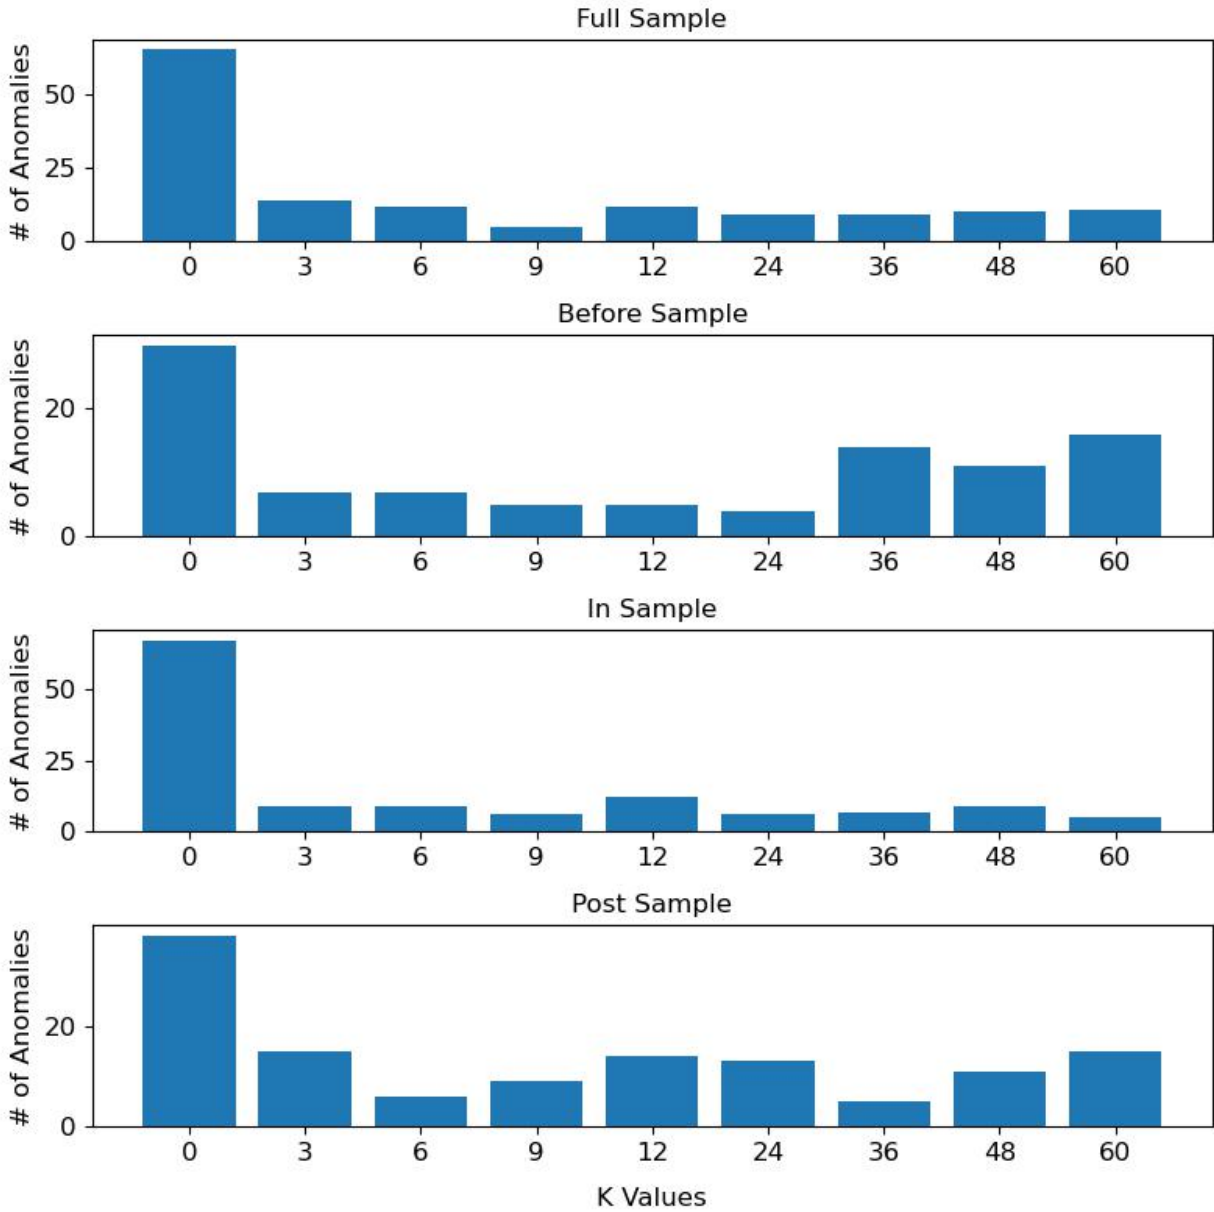 Full Sample
# of Anomalies
50
25
0
0 3 6 9 12 24 36 48 60
Before Sample
# of Anomalies
20
0
0 3 6 9 12 24 36 48 60
In Sample
# of Anomalies
50
25
0
0 3 6 9 12 24 36 48 60
Post Sample
# of Anomalies
20
0
0 3 6 9 12 24 36 48 60
K Values